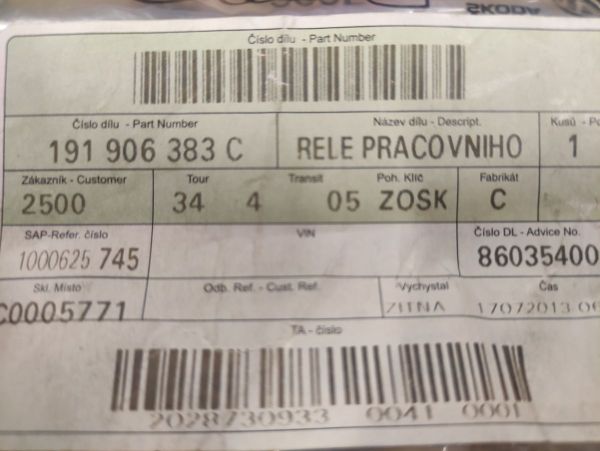 ŠKODA
Číslo dílu - Part Number
Číslo dílu - Part Number Název dílu - Descript. Kusů - Po
191 906 383 C RELE PRACOVNIHO 1
Zákazník - Customer Tour Transit Poh. Klíč Fabrikát
2500 34 4 05 ZOSK C
SAP-Refer. číslo VIN Číslo DL - Advice No.
1000625 745 86035400
Skl. Místo Odb. Ref. - Cust. Ref. Vychystal Čas
C0005771 ZITNA 17072013 06
TA - číslo
2028730933 0041 0001